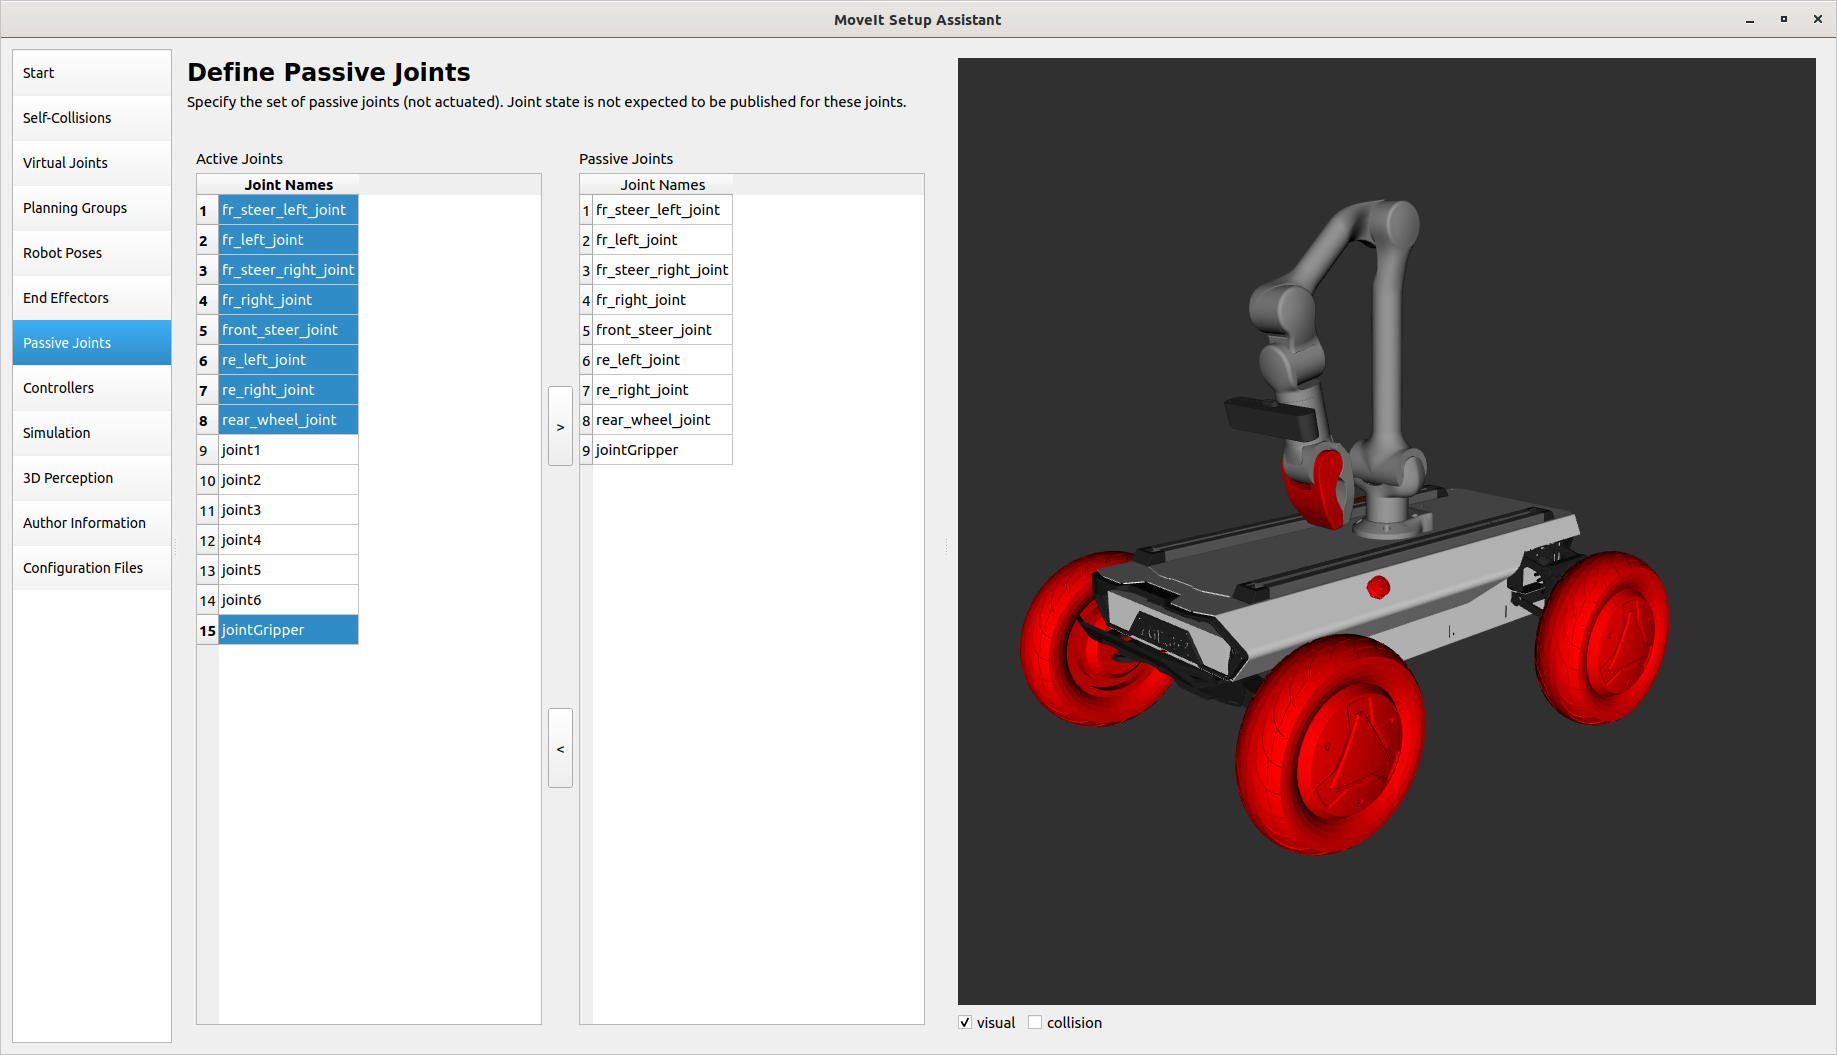 MoveIt Setup Assistant
Start
Self-Collisions
Virtual Joints
Planning Groups
Robot Poses
End Effectors
Passive Joints
Controllers
Simulation
3D Perception
Author Information
Configuration Files
Define Passive Joints
Specify the set of passive joints (not actuated). Joint state is not expected to be published for these joints.
Active Joints
Joint Names
1 fr_steer_left_joint
2 fr_left_joint
3 fr_steer_right_joint
4 fr_right_joint
5 front_steer_joint
6 re_left_joint
7 re_right_joint
8 rear_wheel_joint
9 joint1
10 joint2
11 joint3
12 joint4
13 joint5
14 joint6
15 jointGripper
>
<
Passive Joints
Joint Names
1 fr_steer_left_joint
2 fr_left_joint
3 fr_steer_right_joint
4 fr_right_joint
5 front_steer_joint
6 re_left_joint
7 re_right_joint
8 rear_wheel_joint
9 jointGripper
visual
collision